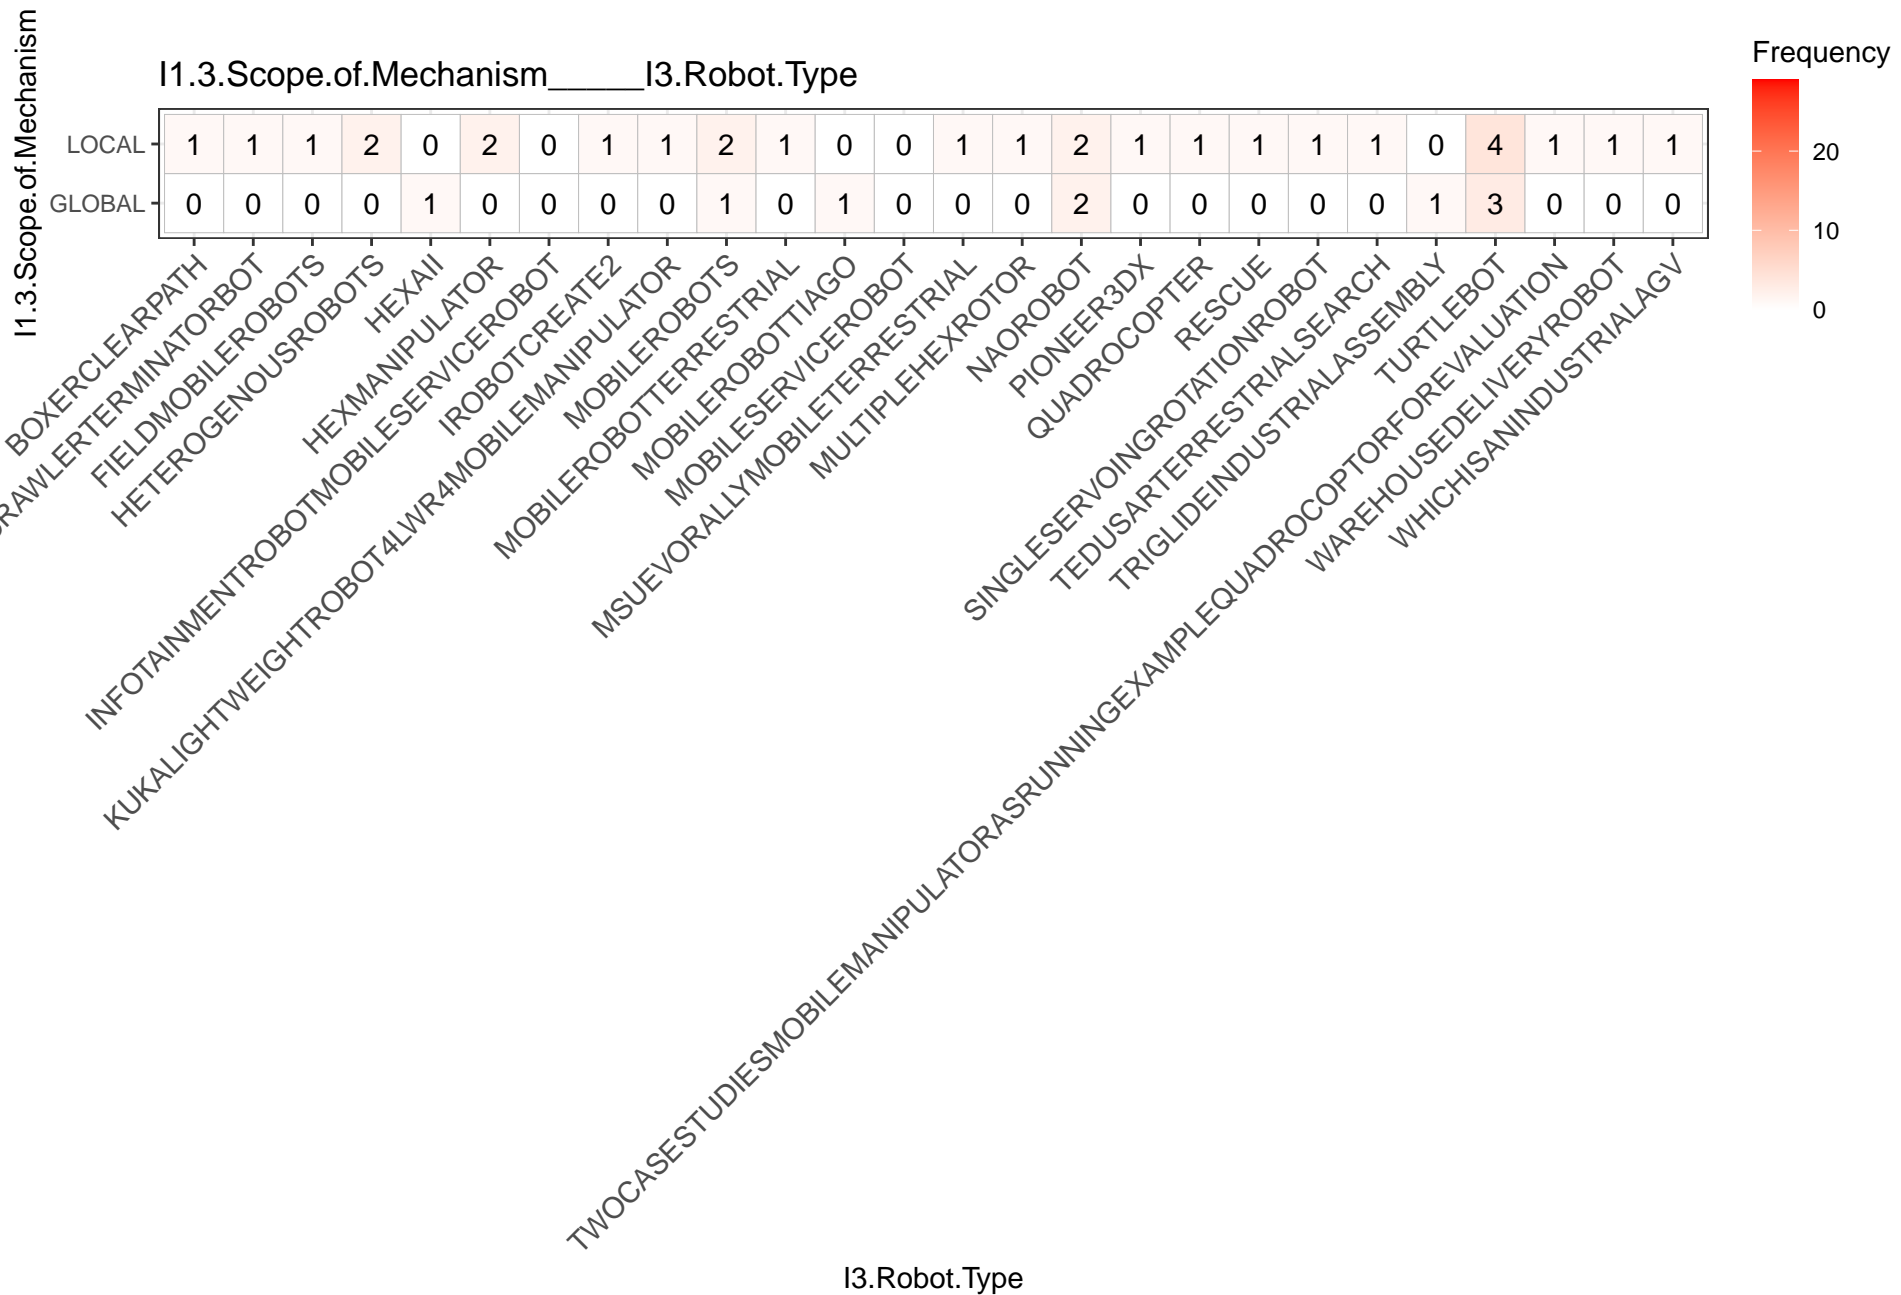 I1.3.Scope.of.Mechanism_____I3.Robot.Type
I1.3.Scope.of.Mechanism
LOCAL 1 1 1 2 0 2 0 1 1 2 1 0 0 1 1 2 1 1 1 1 1 0 4 1 1 1
GLOBAL 0 0 0 0 1 0 0 0 0 1 0 1 0 0 0 2 0 0 0 0 0 1 3 0 0 0
BOXERCLEARPATH
RAWLERTERMINATORBOT
FIELDMOBILEROBOTS
HETEROGENOUSROBOTS
HEXAII
HEXMANIPULATOR
INFOTAINMENTROBOTMOBILESERVICEROBOT
IROBOTCREATE2
KUKALIGHTWEIGHTROBOT4LWR4MOBILEMANIPULATOR
MOBILEROBOTS
MOBILEROBOTTERRESTRIAL
MOBILEROBOTTIAGO
MOBILESERVICEROBOT
MSUEVORALLYMOBILETERRESTRIAL
MULTIPLEHEXROTOR
NAOROBOT
PIONEER3DX
QUADROCOPTER
RESCUE
SINGLESERVOINGROTATIONROBOT
TEDUSARTERRESTRIALSEARCH
TRIGLIDEINDUSTRIALASSEMBLY
TURTLEBOT
TWOCASESTUDIESMOBILEMANIPULATORASRUNNINGEXAMPLEQUADROCOPTORFOREVALUATION
WAREHOUSEDELIVERYROBOT
WHICHISANINDUSTRIALAGV
I3.Robot.Type
Frequency
20
10
0